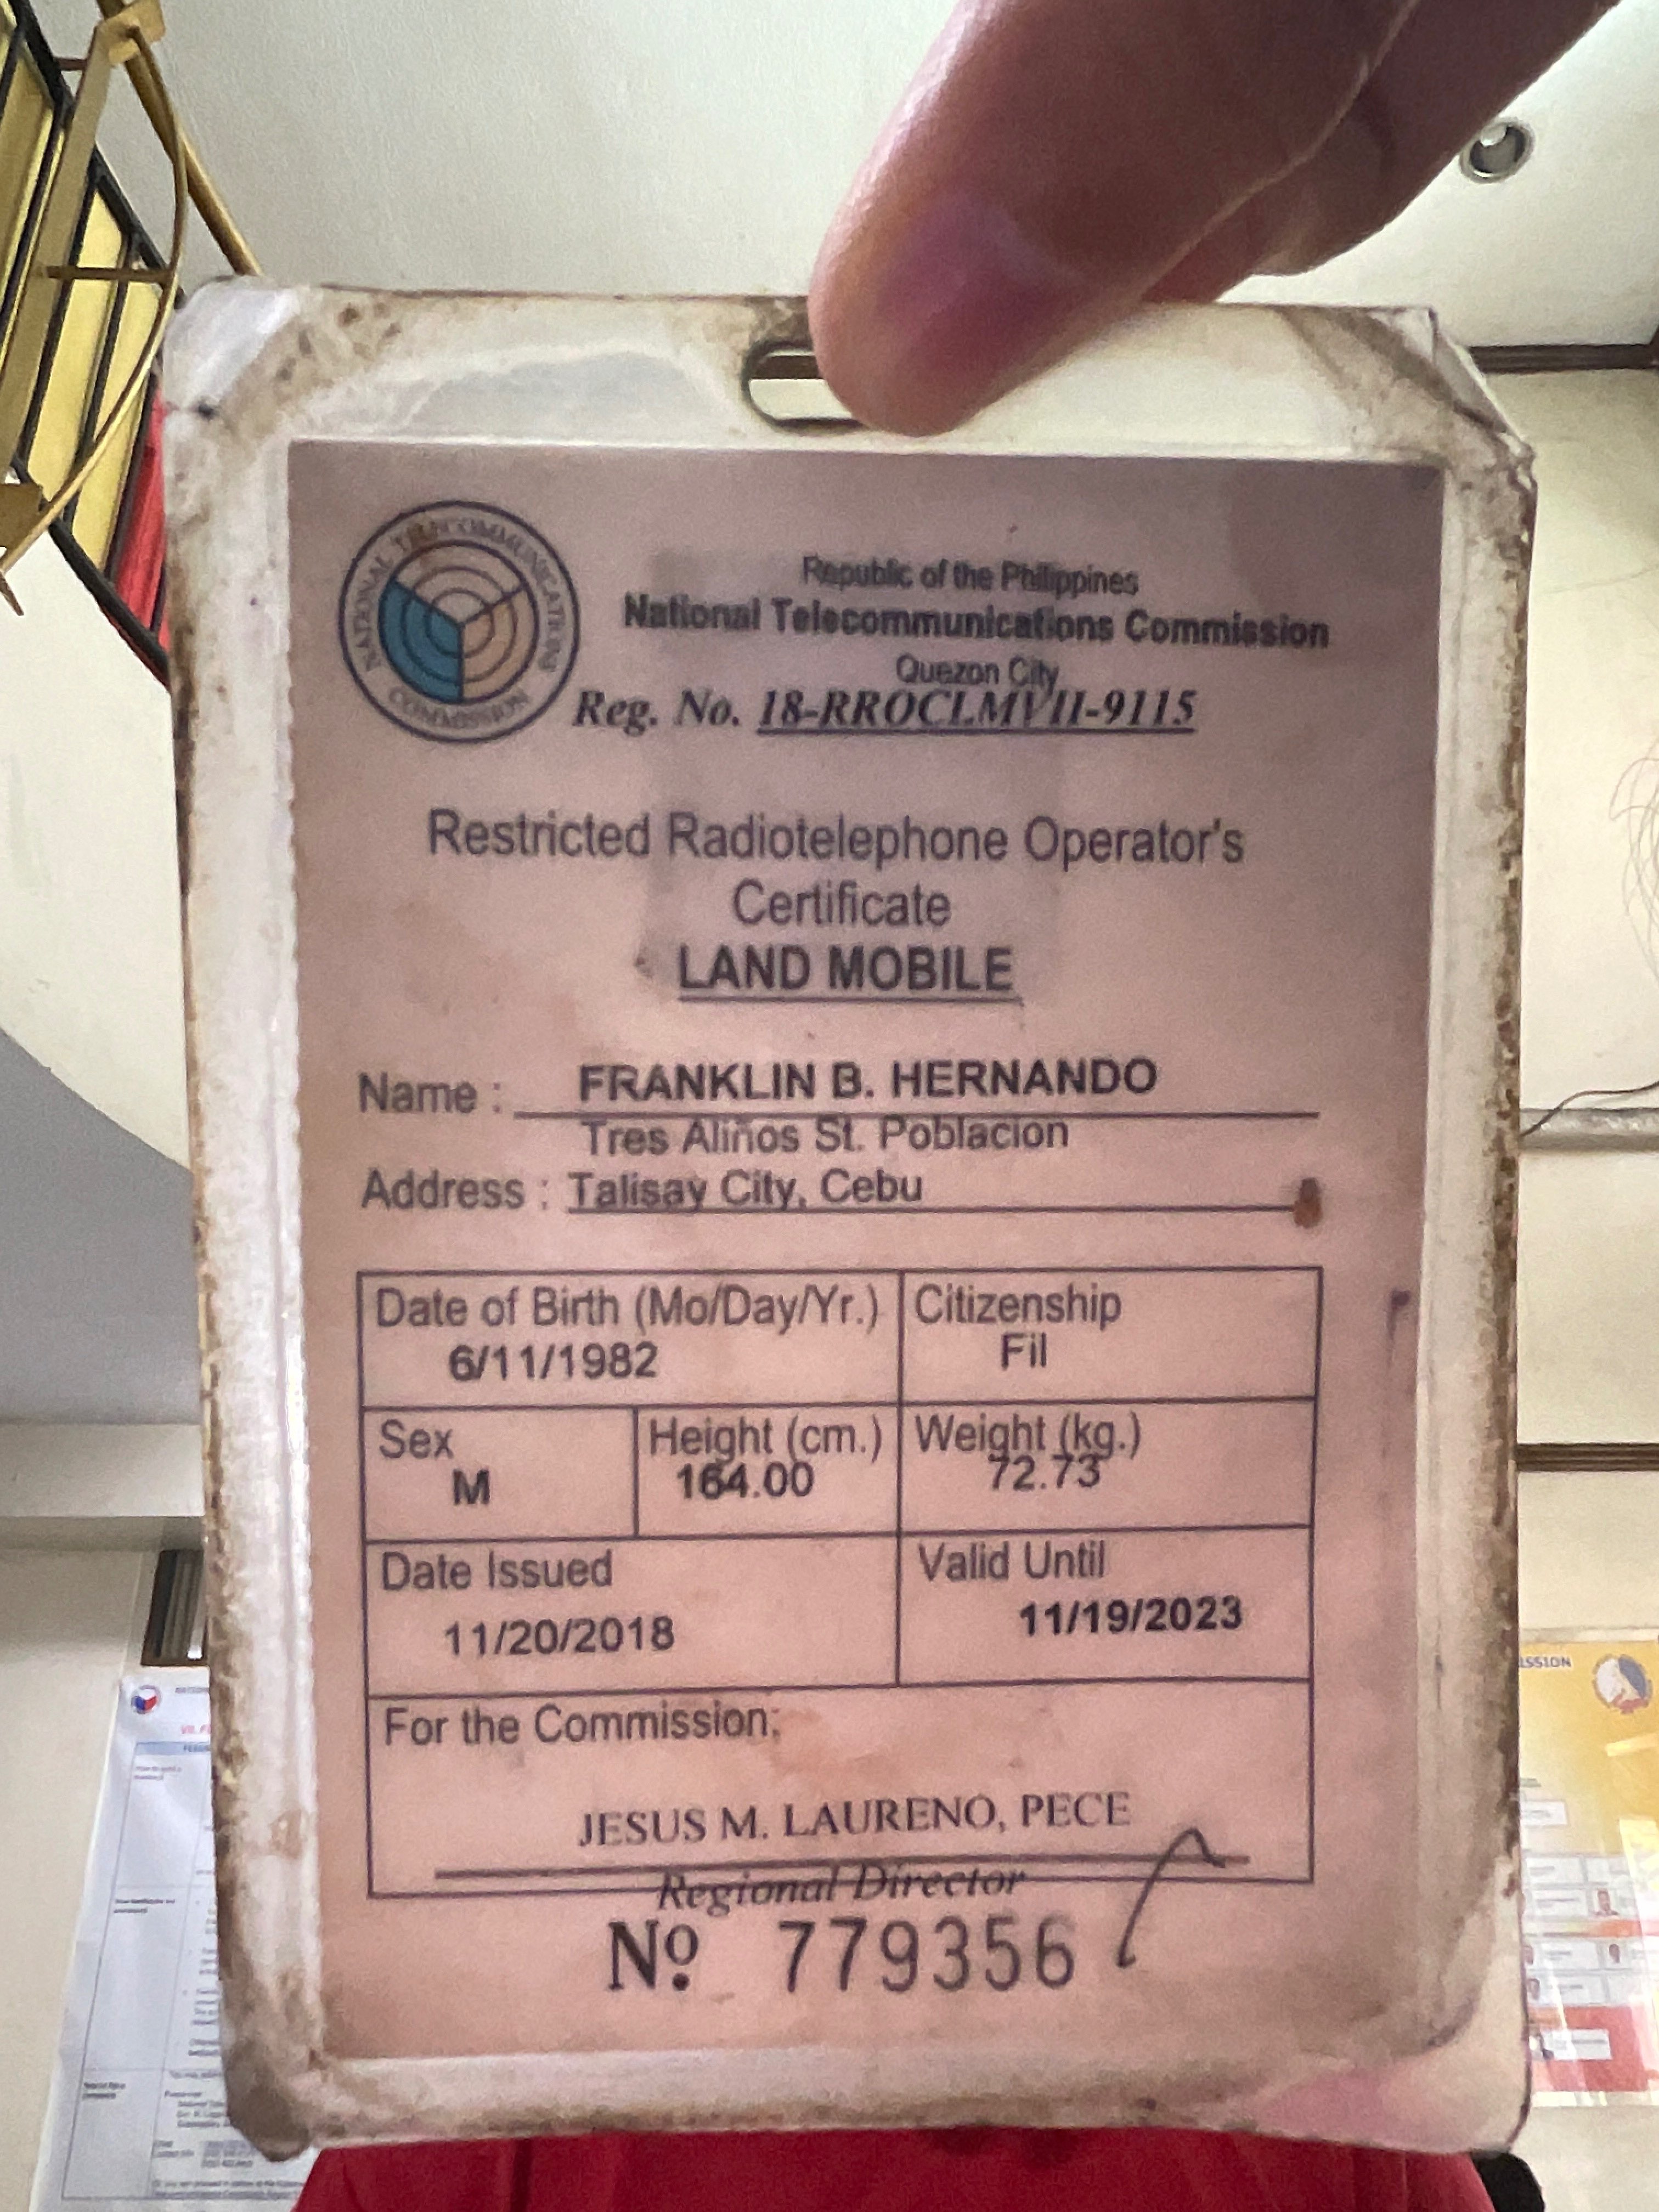 NATIONAL TELECOMMUNICATIONS
COMMISSION
Republic of the Philippines
National Telecommunications Commission
Quezon City
Reg. No. 18-RROCLMVII-9115
Restricted Radiotelephone Operator's
Certificate
LAND MOBILE
Name : FRANKLIN B. HERNANDO
Tres Aliños St. Poblacion
Address : Talisay City, Cebu
Date of Birth (Mo/Day/Yr.) Citizenship
6/11/1982 Fil
Sex Height (cm.) Weight (kg.)
M 164.00 72.73
Date Issued Valid Until
11/20/2018 11/19/2023
For the Commission:
JESUS M. LAURENO, PECE
Regional Director
Nº 779356